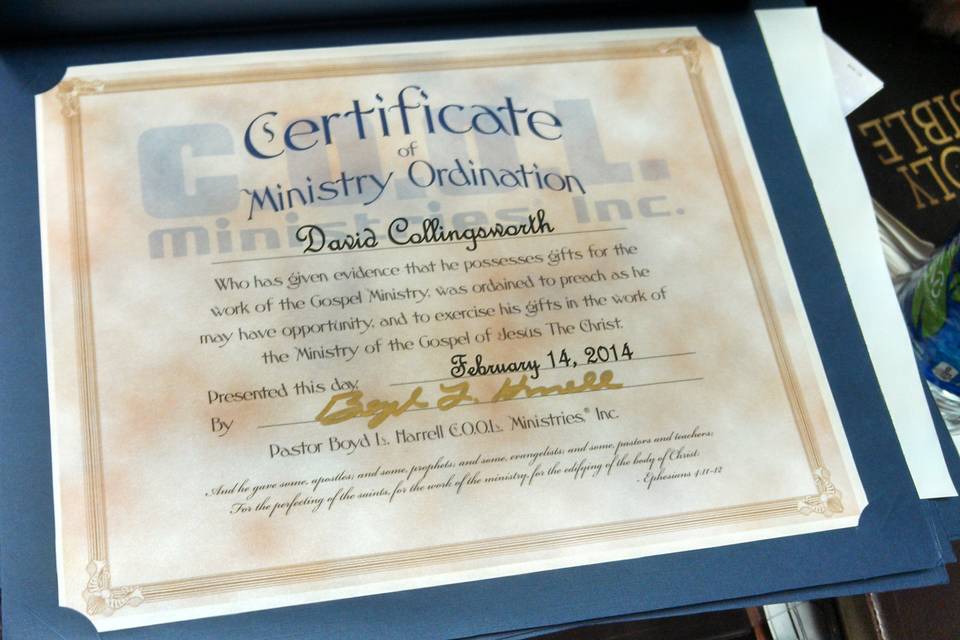 Certificate
of
Ministry Ordination
C.O.O.L.
Ministries, Inc.
David Collingsworth
Who has given evidence that he possesses gifts for the
work of the Gospel Ministry, was ordained to preach as he
may have opportunity, and to exercise his gifts in the work of
the Ministry of the Gospel of Jesus The Christ.
Presented this day February 14, 2014
By Boyd L. Harrell
Pastor Boyd L. Harrell C.O.O.L. Ministries® Inc.
And he gave some, apostles; and some, prophets; and some, evangelists; and some, pastors and teachers;
For the perfecting of the saints, for the work of the ministry, for the edifying of the body of Christ:
- Ephesians 4:11-12
HOLY
BIBLE